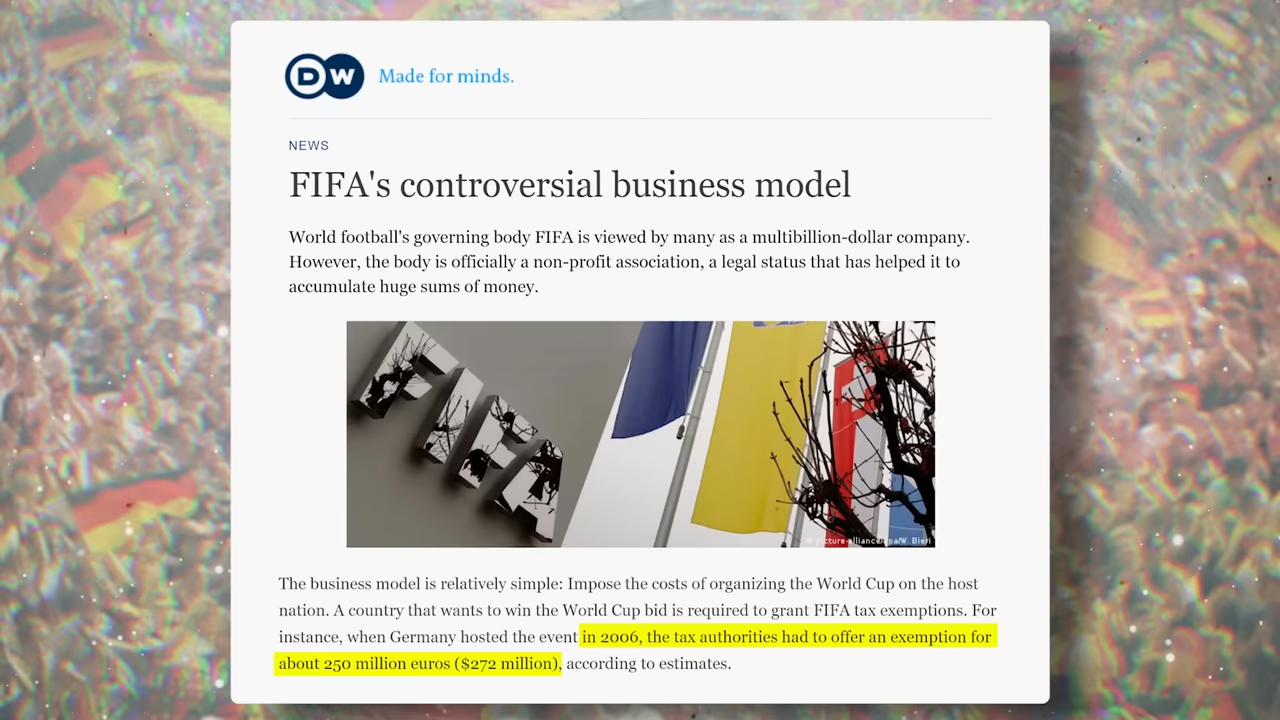 DW Made for minds.
NEWS
FIFA's controversial business model
World football's governing body FIFA is viewed by many as a multibillion-dollar company.
However, the body is officially a non-profit association, a legal status that has helped it to
accumulate huge sums of money.
FIFA
picture-alliance/dpa/W. Bieri
The business model is relatively simple: Impose the costs of organizing the World Cup on the host
nation. A country that wants to win the World Cup bid is required to grant FIFA tax exemptions. For
instance, when Germany hosted the event in 2006, the tax authorities had to offer an exemption for
about 250 million euros ($272 million), according to estimates.